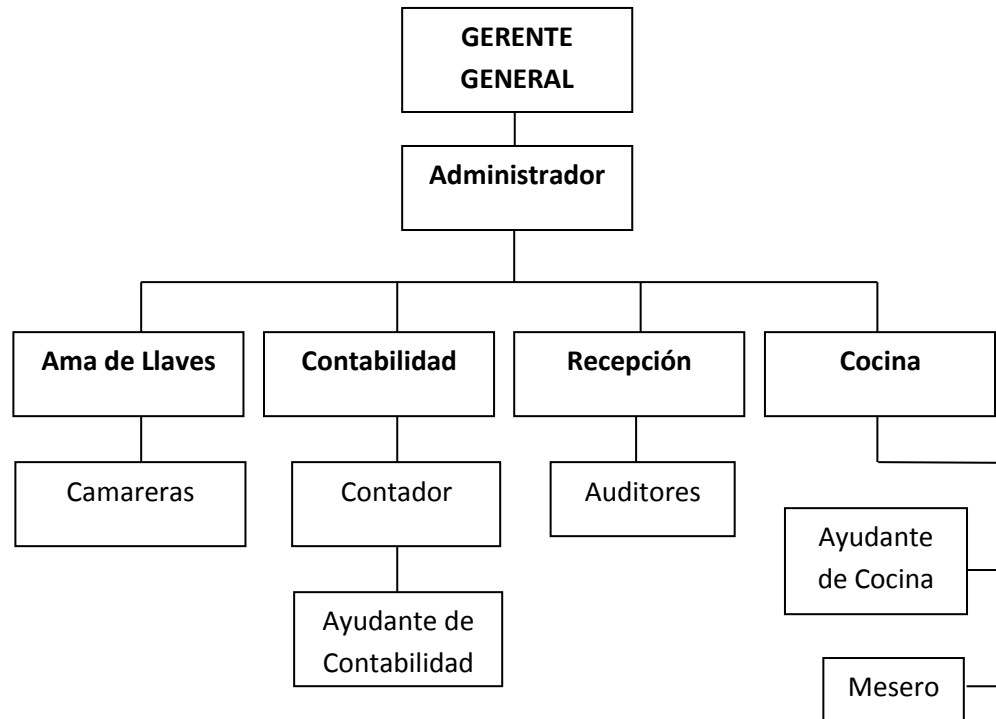 GERENTE
GENERAL
Administrador
Ama de Llaves
Contabilidad
Recepción
Cocina
Camareras
Contador
Auditores
Ayudante
de Cocina
Ayudante de
Contabilidad
Mesero